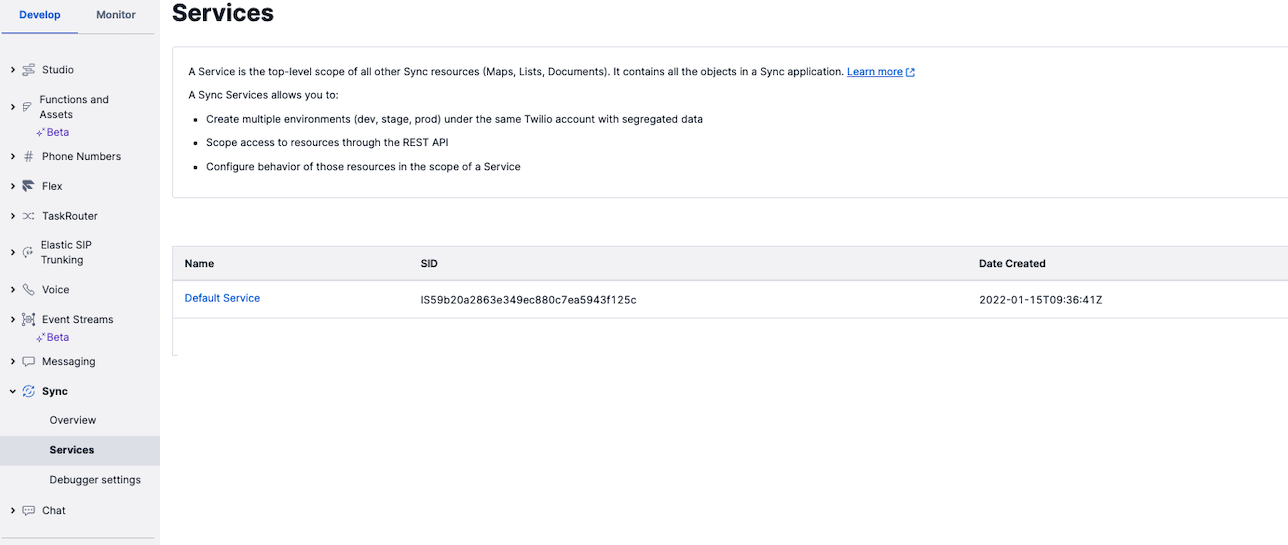 Develop
Monitor
Studio
Functions and
Assets
Beta
Phone Numbers
Flex
TaskRouter
Elastic SIP
Trunking
Voice
Event Streams
Beta
Messaging
Sync
Overview
Services
Debugger settings
Chat
Services
A Service is the top-level scope of all other Sync resources (Maps, Lists, Documents). It contains all the objects in a Sync application. Learn more
A Sync Services allows you to:
Create multiple environments (dev, stage, prod) under the same Twilio account with segregated data
Scope access to resources through the REST API
Configure behavior of those resources in the scope of a Service
Name SID Date Created
Default Service IS59b20a2863e349ec880c7ea5943f125c 2022-01-15T09:36:41Z